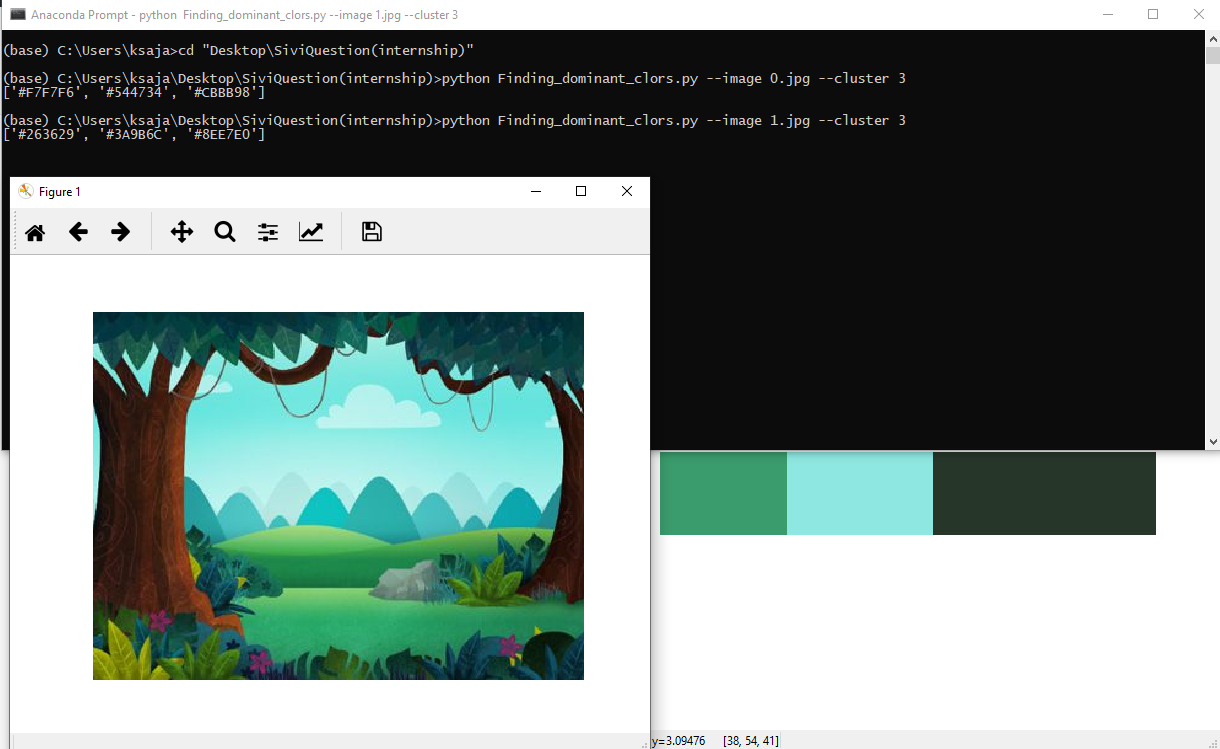 Anaconda Prompt - python  Finding_dominant_clors.py --image 1.jpg --cluster 3
(base) C:\Users\ksaja>cd "Desktop\SiviQuestion(internship)"
(base) C:\Users\ksaja\Desktop\SiviQuestion(internship)>python Finding_dominant_clors.py --image 0.jpg --cluster 3
['#F7F7F6', '#544734', '#CBBB98']
(base) C:\Users\ksaja\Desktop\SiviQuestion(internship)>python Finding_dominant_clors.py --image 1.jpg --cluster 3
['#263629', '#3A9B6C', '#8EE7E0']
Figure 1
y=3.09476 [38, 54, 41]